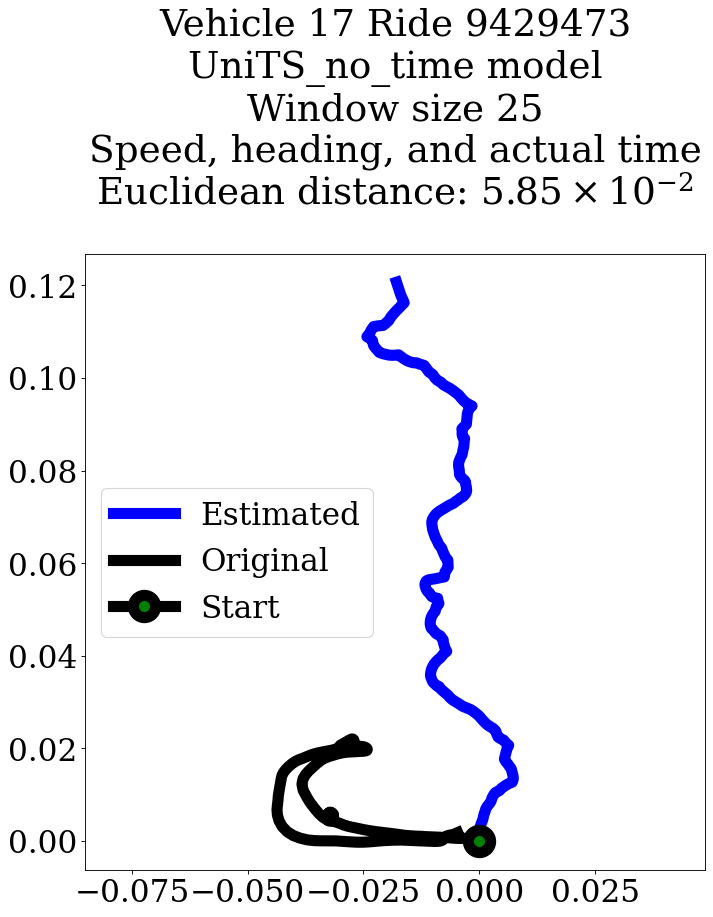 Vehicle 17 Ride 9429473
UniTS_no_time model
Window size 25
Speed, heading, and actual time
Euclidean distance: 5.85 × 10⁻²
0.12
0.10
0.08
0.06
0.04
0.02
0.00
Estimated
Original
Start
−0.075 −0.050 −0.025 0.000 0.025